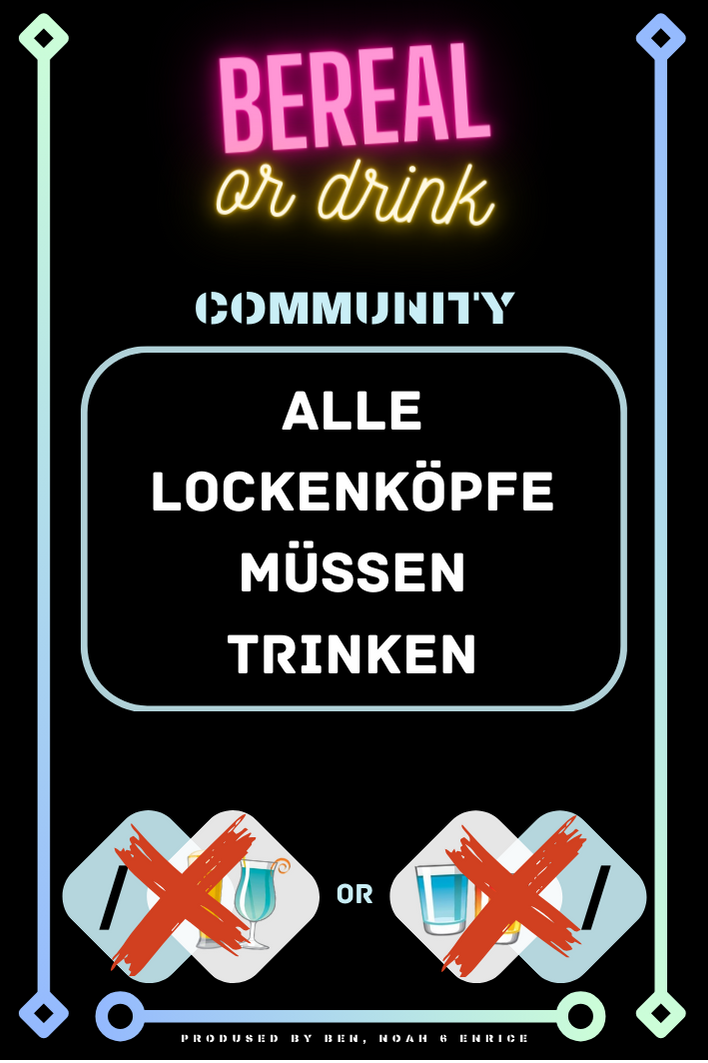 BEREAL
or drink
COMMUNITY
ALLE
LOCKENKÖPFE
MÜSSEN
TRINKEN
/ OR /
PRODUSED BY BEN, NOAH & ENRICE